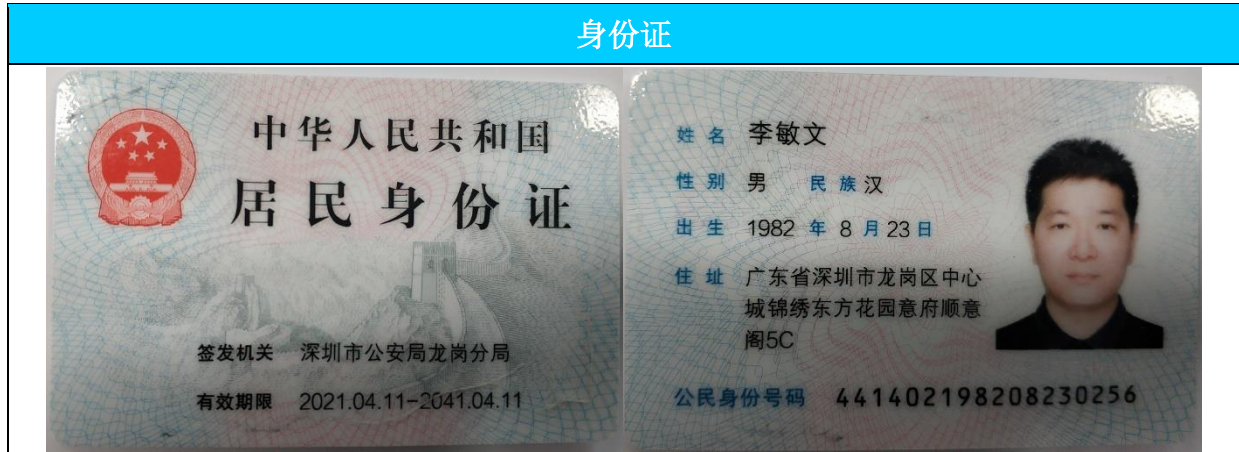 身份证
中华人民共和国
居民身份证
签发机关 深圳市公安局龙岗分局
有效期限 2021.04.11-2041.04.11
姓名 李敏文
性别 男 民族 汉
出生 1982 年 8 月 23 日
住址 广东省深圳市龙岗区中心
城锦绣东方花园意府顺意
阁5C
公民身份号码 441402198208230256